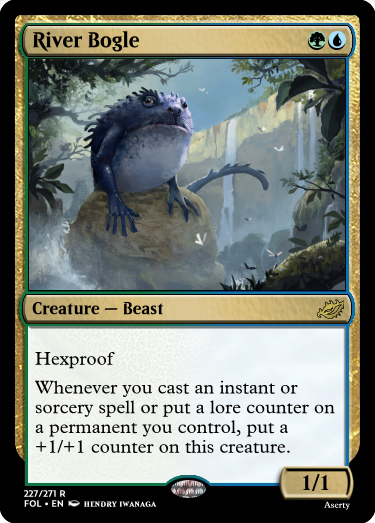 River Bogle
Creature — Beast
Hexproof
Whenever you cast an instant or
sorcery spell or put a lore counter on
a permanent you control, put a
+1/+1 counter on this creature.
1/1
227/271 R
FOL • EN HENDRY IWANAGA
Aserty